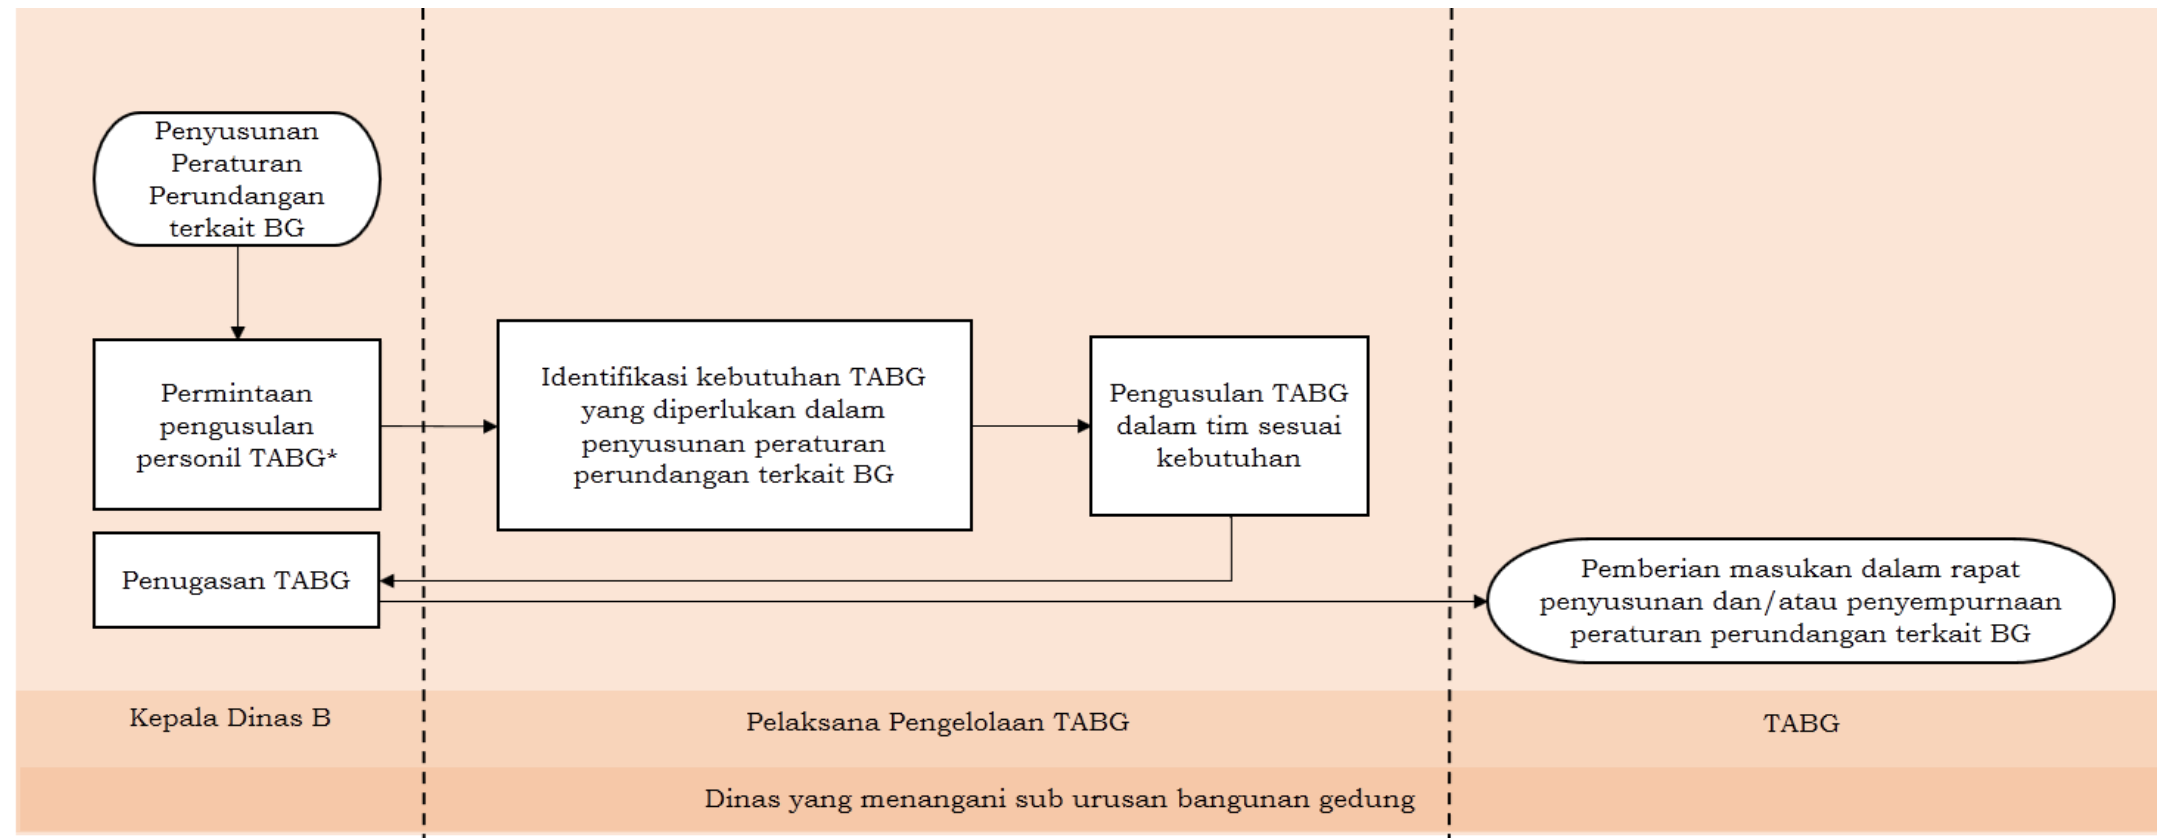 Penyusunan
Peraturan
Perundangan
terkait BG
Permintaan
pengusulan
personil TABG*
Identifikasi kebutuhan TABG
yang diperlukan dalam
penyusunan peraturan
perundangan terkait BG
Pengusulan TABG
dalam tim sesuai
kebutuhan
Penugasan TABG
Pemberian masukan dalam rapat
penyusunan dan/atau penyempurnaan
peraturan perundangan terkait BG
Kepala Dinas B
Pelaksana Pengelolaan TABG
TABG
Dinas yang menangani sub urusan bangunan gedung